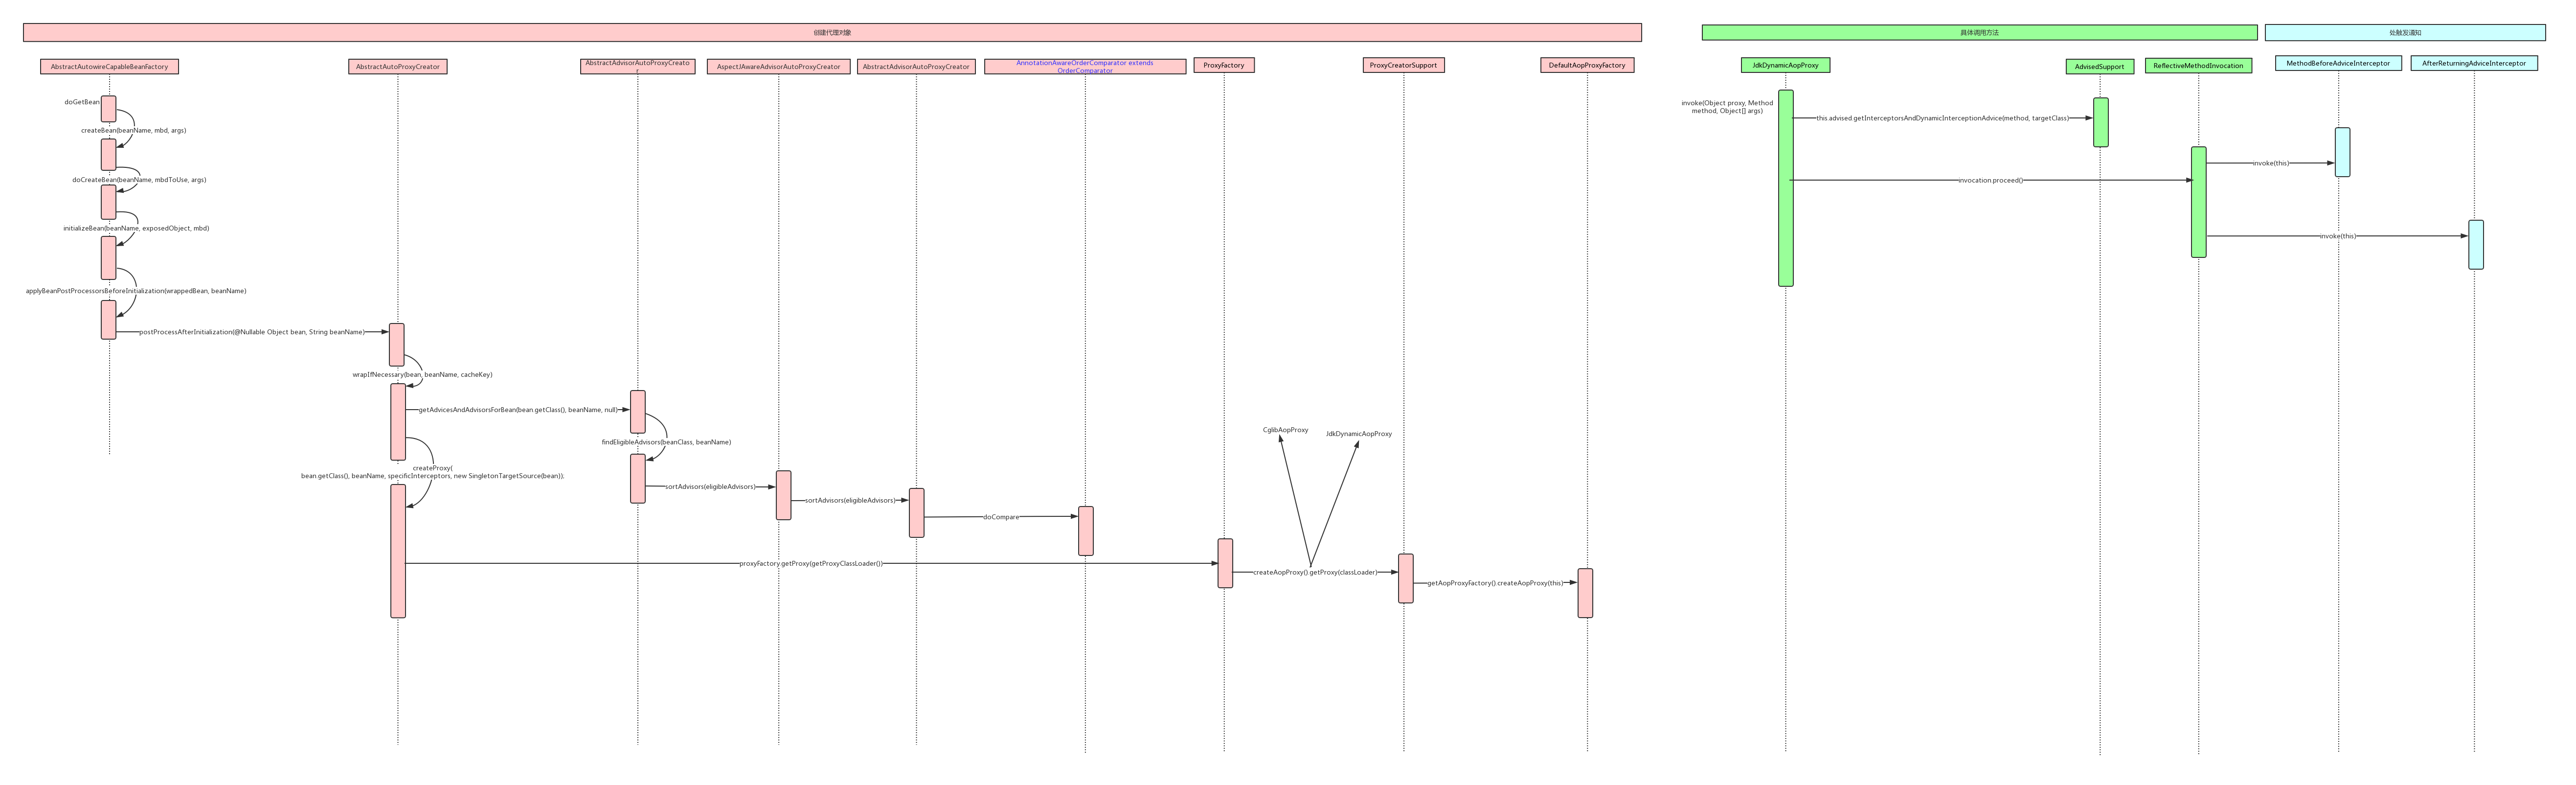 创建代理对象
具体调用方法
处触发通知
AbstractAutowireCapableBeanFactory
AbstractAutoProxyCreator
AbstractAdvisorAutoProxyCreato
r
AspectJAwareAdvisorAutoProxyCreator
AbstractAdvisorAutoProxyCreator
AnnotationAwareOrderComparator extends
OrderComparator
ProxyFactory
ProxyCreatorSupport
DefaultAopProxyFactory
JdkDynamicAopProxy
AdvisedSupport
ReflectiveMethodInvocation
MethodBeforeAdviceInterceptor
AfterReturningAdviceInterceptor
doGetBean
createBean(beanName, mbd, args)
doCreateBean(beanName, mbdToUse, args)
initializeBean(beanName, exposedObject, mbd)
applyBeanPostProcessorsBeforeInitialization(wrappedBean, beanName)
postProcessAfterInitialization(@Nullable Object bean, String beanName)
wrapIfNecessary(bean, beanName, cacheKey)
getAdvicesAndAdvisorsForBean(bean.getClass(), beanName, null)
findEligibleAdvisors(beanClass, beanName)
createProxy(
bean.getClass(), beanName, specificInterceptors, new SingletonTargetSource(bean));
sortAdvisors(eligibleAdvisors)
sortAdvisors(eligibleAdvisors)
doCompare
CglibAopProxy
JdkDynamicAopProxy
proxyFactory.getProxy(getProxyClassLoader())
createAopProxy().getProxy(classLoader)
getAopProxyFactory().createAopProxy(this)
invoke(Object proxy, Method
method, Object[] args)
this.advised.getInterceptorsAndDynamicInterceptionAdvice(method, targetClass)
invoke(this)
invocation.proceed()
invoke(this)